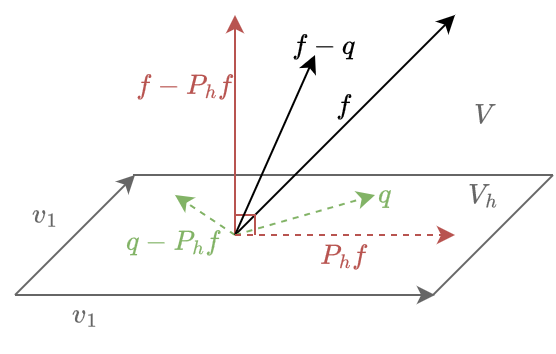 f − q
f − P_h f
f
V
q
V_h
v_1
q − P_h f
P_h f
v_1